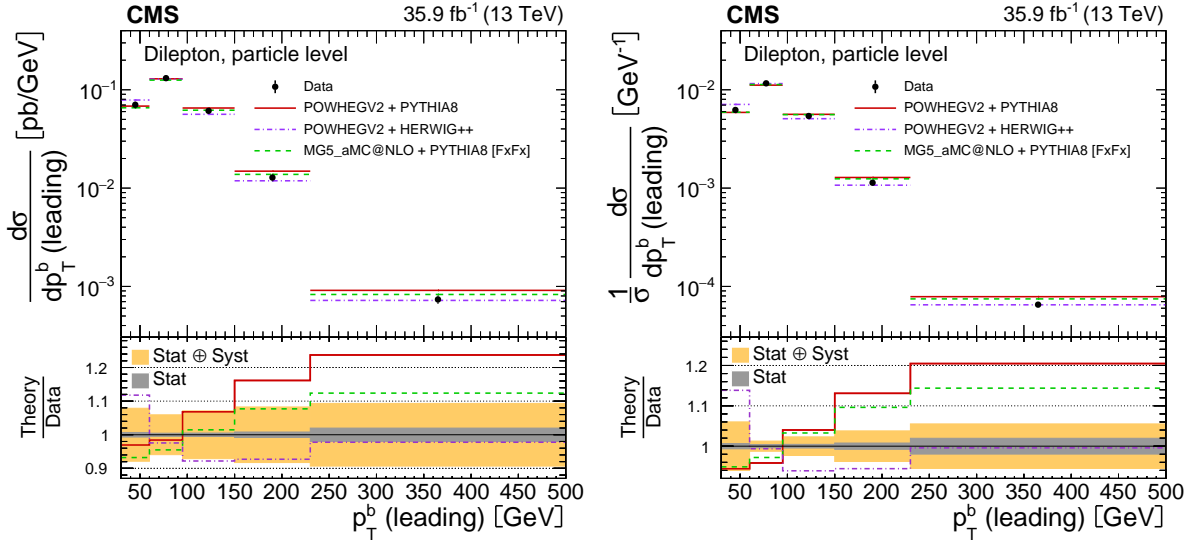 CMS 35.9 fb⁻¹ (13 TeV)
Dilepton, particle level
Data
POWHEGV2 + PYTHIA8
POWHEGV2 + HERWIG++
MG5_aMC@NLO + PYTHIA8 [FxFx]
dσ / dp_T^b (leading) [pb/GeV]
10⁻¹
10⁻²
10⁻³
Stat ⊕ Syst
Stat
Theory
Data
1.2
1.1
1
0.9
50 100 150 200 250 300 350 400 450 500
p_T^b (leading) [GeV]
CMS 35.9 fb⁻¹ (13 TeV)
Dilepton, particle level
Data
POWHEGV2 + PYTHIA8
POWHEGV2 + HERWIG++
MG5_aMC@NLO + PYTHIA8 [FxFx]
1/σ dσ / dp_T^b (leading) [GeV⁻¹]
10⁻²
10⁻³
10⁻⁴
Stat ⊕ Syst
Stat
Theory
Data
1.2
1.1
1
50 100 150 200 250 300 350 400 450 500
p_T^b (leading) [GeV]